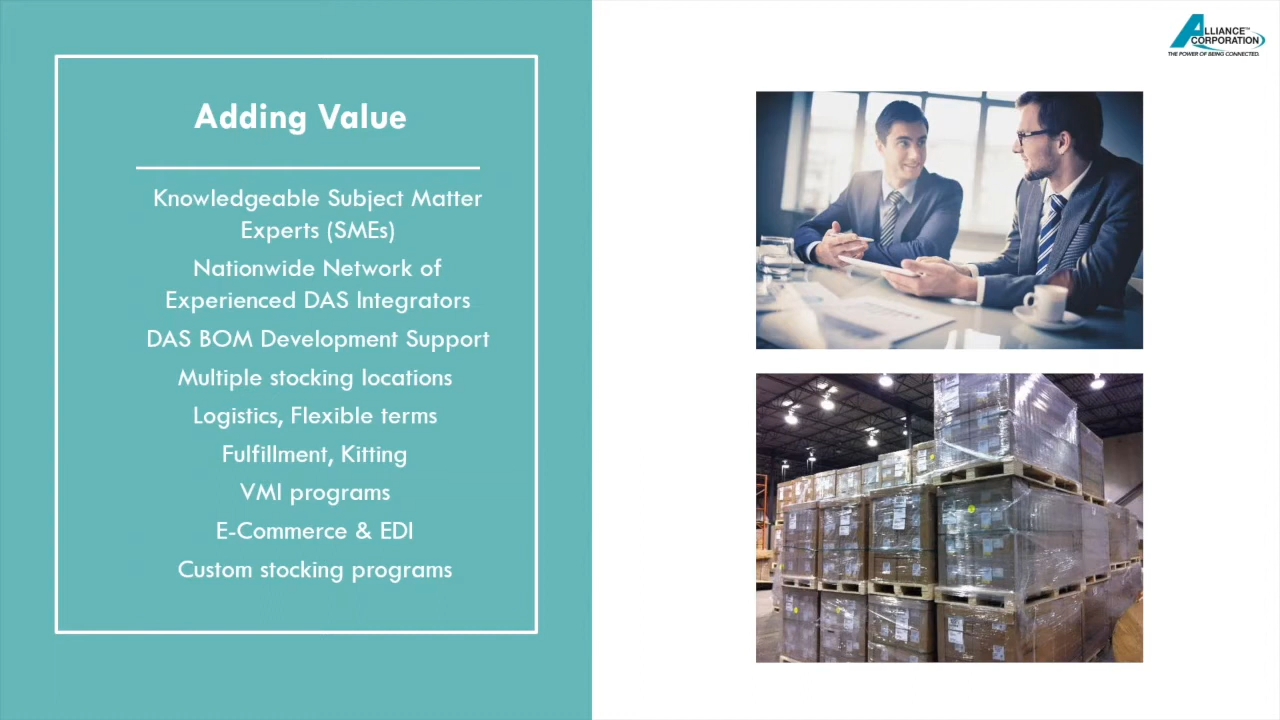 Adding Value
Knowledgeable Subject Matter
Experts (SMEs)
Nationwide Network of
Experienced DAS Integrators
DAS BOM Development Support
Multiple stocking locations
Logistics, Flexible terms
Fulfillment, Kitting
VMI programs
E-Commerce & EDI
Custom stocking programs
ALLIANCE™
CORPORATION
THE POWER OF BEING CONNECTED.